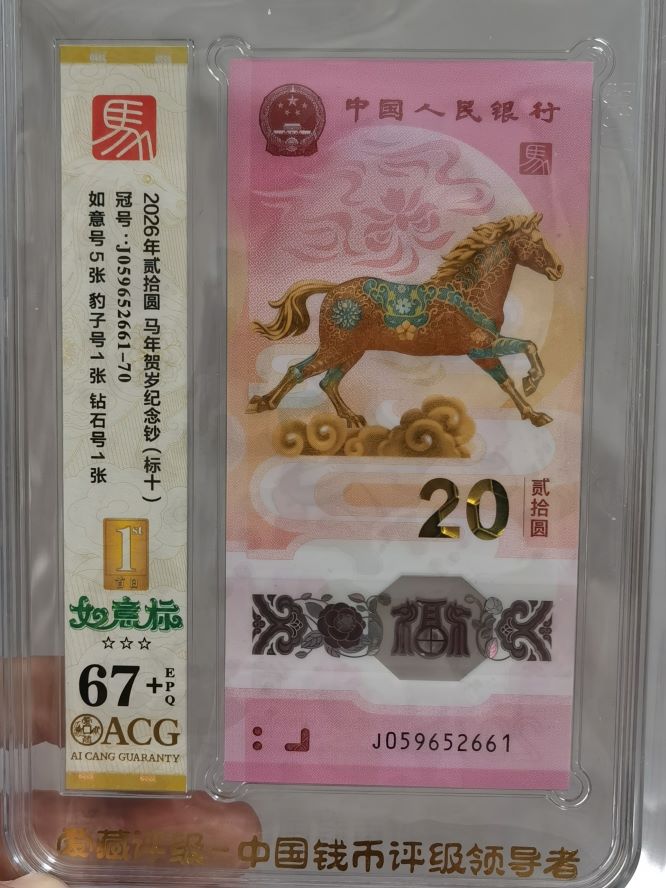 馬
2026年贰拾圆 马年贺岁纪念钞(标十)
冠号:J059652661-70
如意号5张 豹子号1张 钻石号1张
1st
首日
如意标
67+EPQ
ACG
AI CANG GUARANTY
中国人民银行
馬
20
贰拾圆
福
J059652661
爱藏评级-中国钱币评级领导者